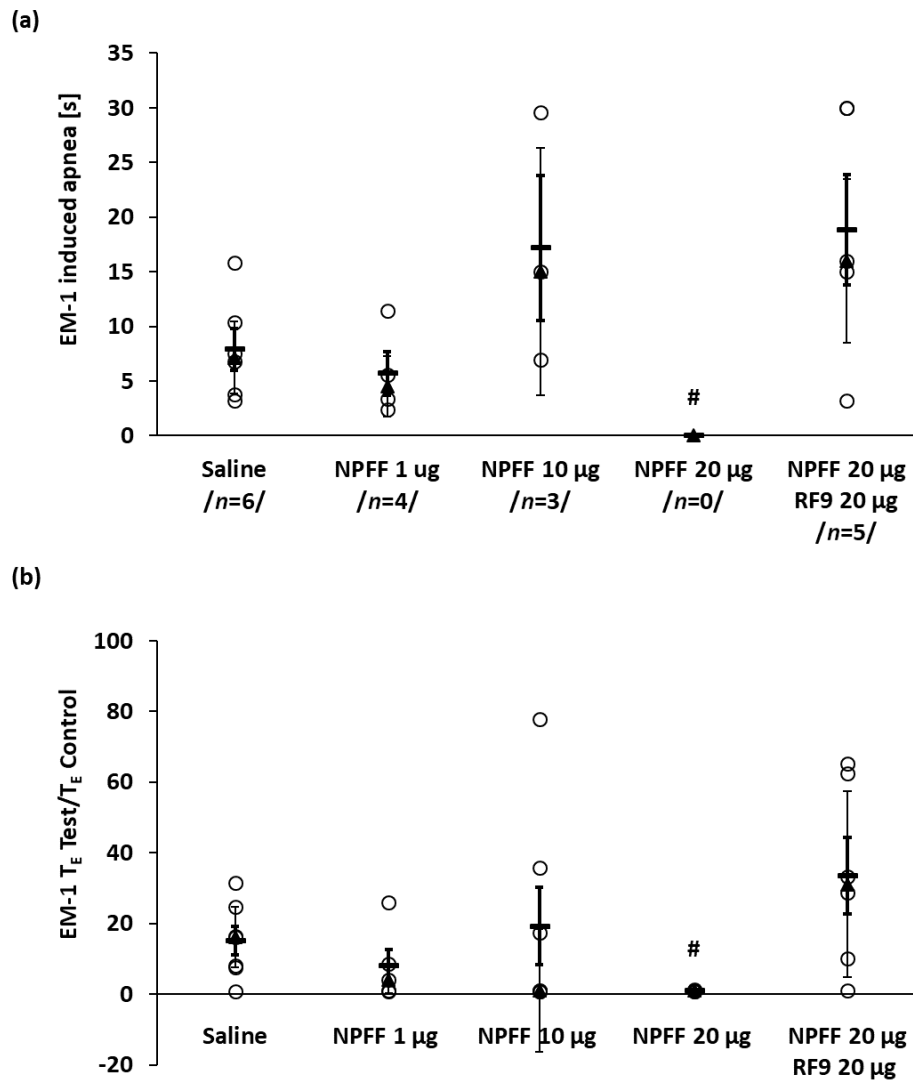 (a)
EM-1 induced apnea [s]
35
30
25
20
15
10
5
0
#
Saline
/n=6/
NPFF 1 ug
/n=4/
NPFF 10 µg
/n=3/
NPFF 20 µg
/n=0/
NPFF 20 µg
RF9 20 µg
/n=5/
(b)
EM-1 TE Test/TE Control
100
80
60
40
20
0
-20
#
Saline
NPFF 1 µg
NPFF 10 µg
NPFF 20 µg
NPFF 20 µg
RF9 20 µg